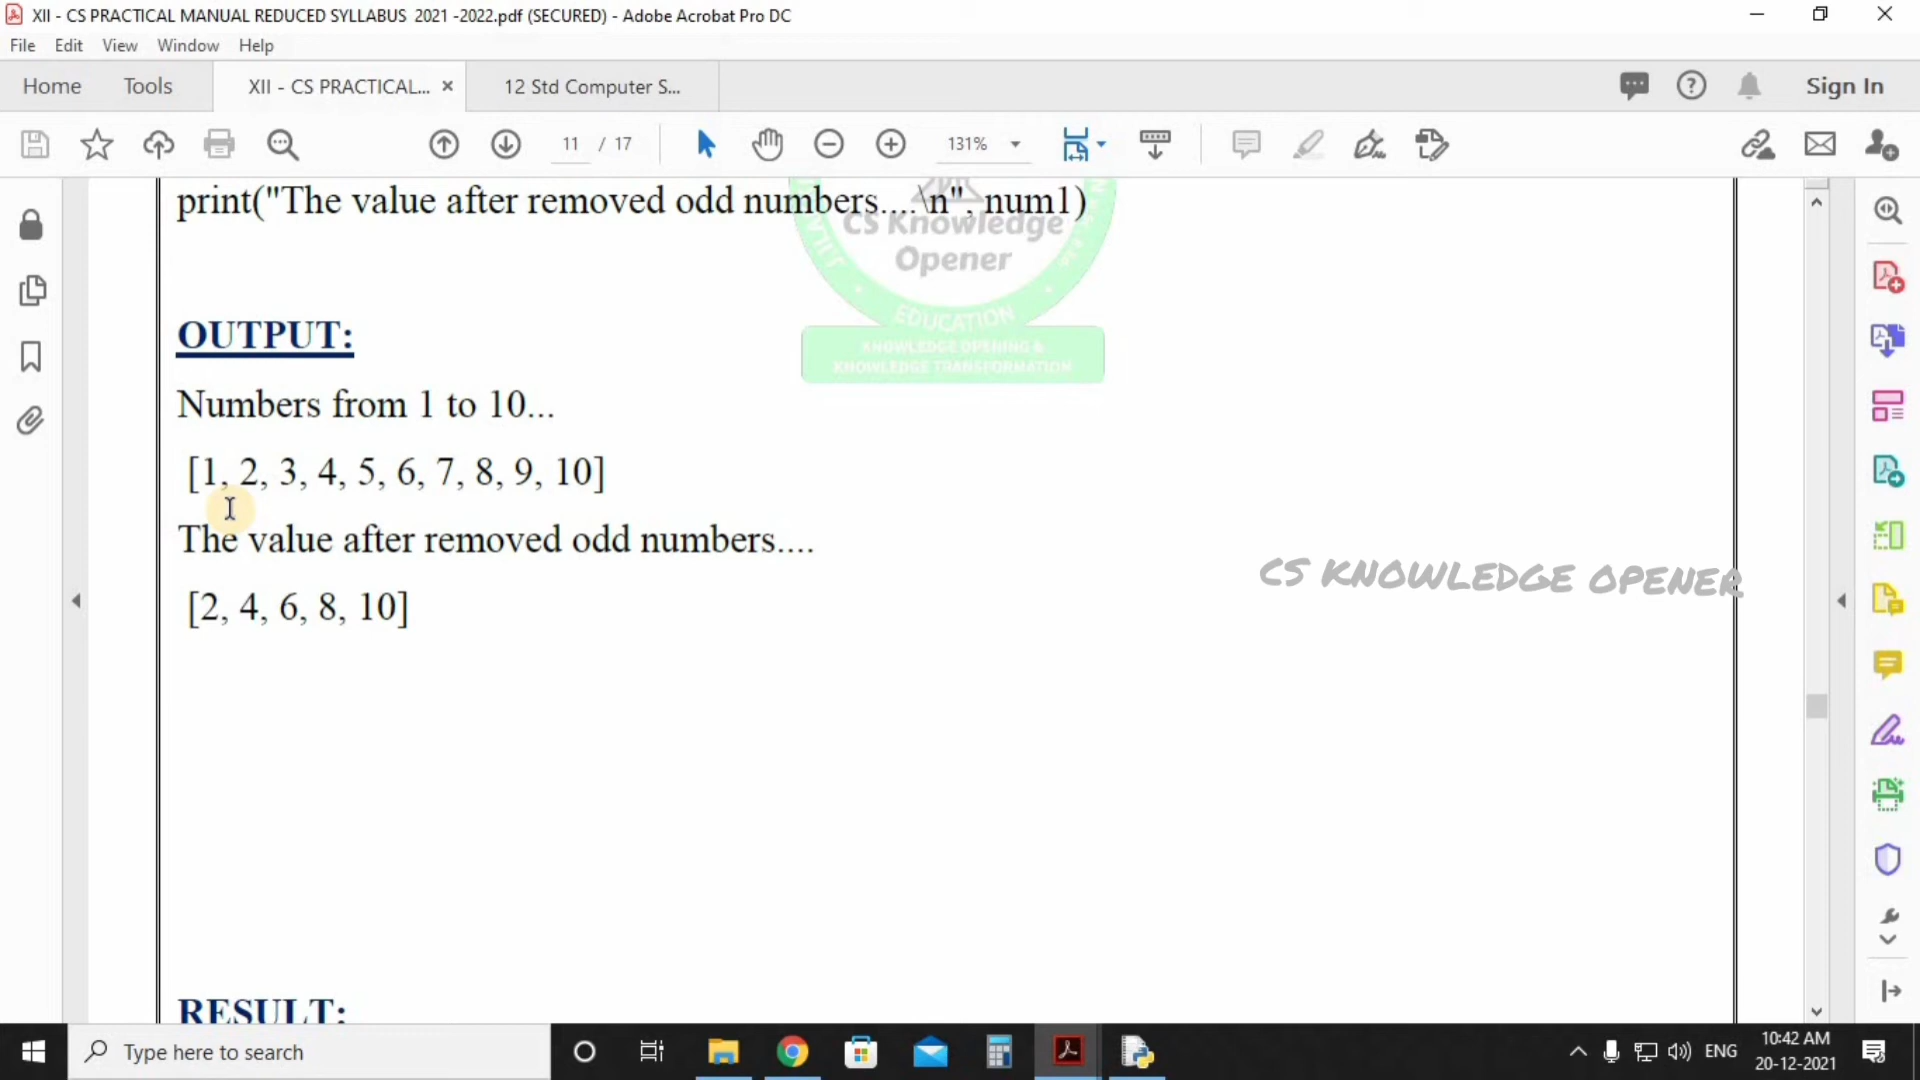 XII - CS PRACTICAL MANUAL REDUCED SYLLABUS 2021 -2022.pdf (SECURED) - Adobe Acrobat Pro DC
File Edit View Window Help
Home Tools XII - CS PRACTICAL... × 12 Std Computer S... Sign In
11 / 17 131%
print("The value after removed odd numbers....\n", num1)
CS Knowledge
Opener
EDUCATION
KNOWLEDGE OPENING &
KNOWLEDGE TRANSFORMATION
OUTPUT:
Numbers from 1 to 10...
[1, 2, 3, 4, 5, 6, 7, 8, 9, 10]
The value after removed odd numbers....
[2, 4, 6, 8, 10]
CS KNOWLEDGE OPENER
RESULT:
Type here to search
ENG
10:42 AM
20-12-2021